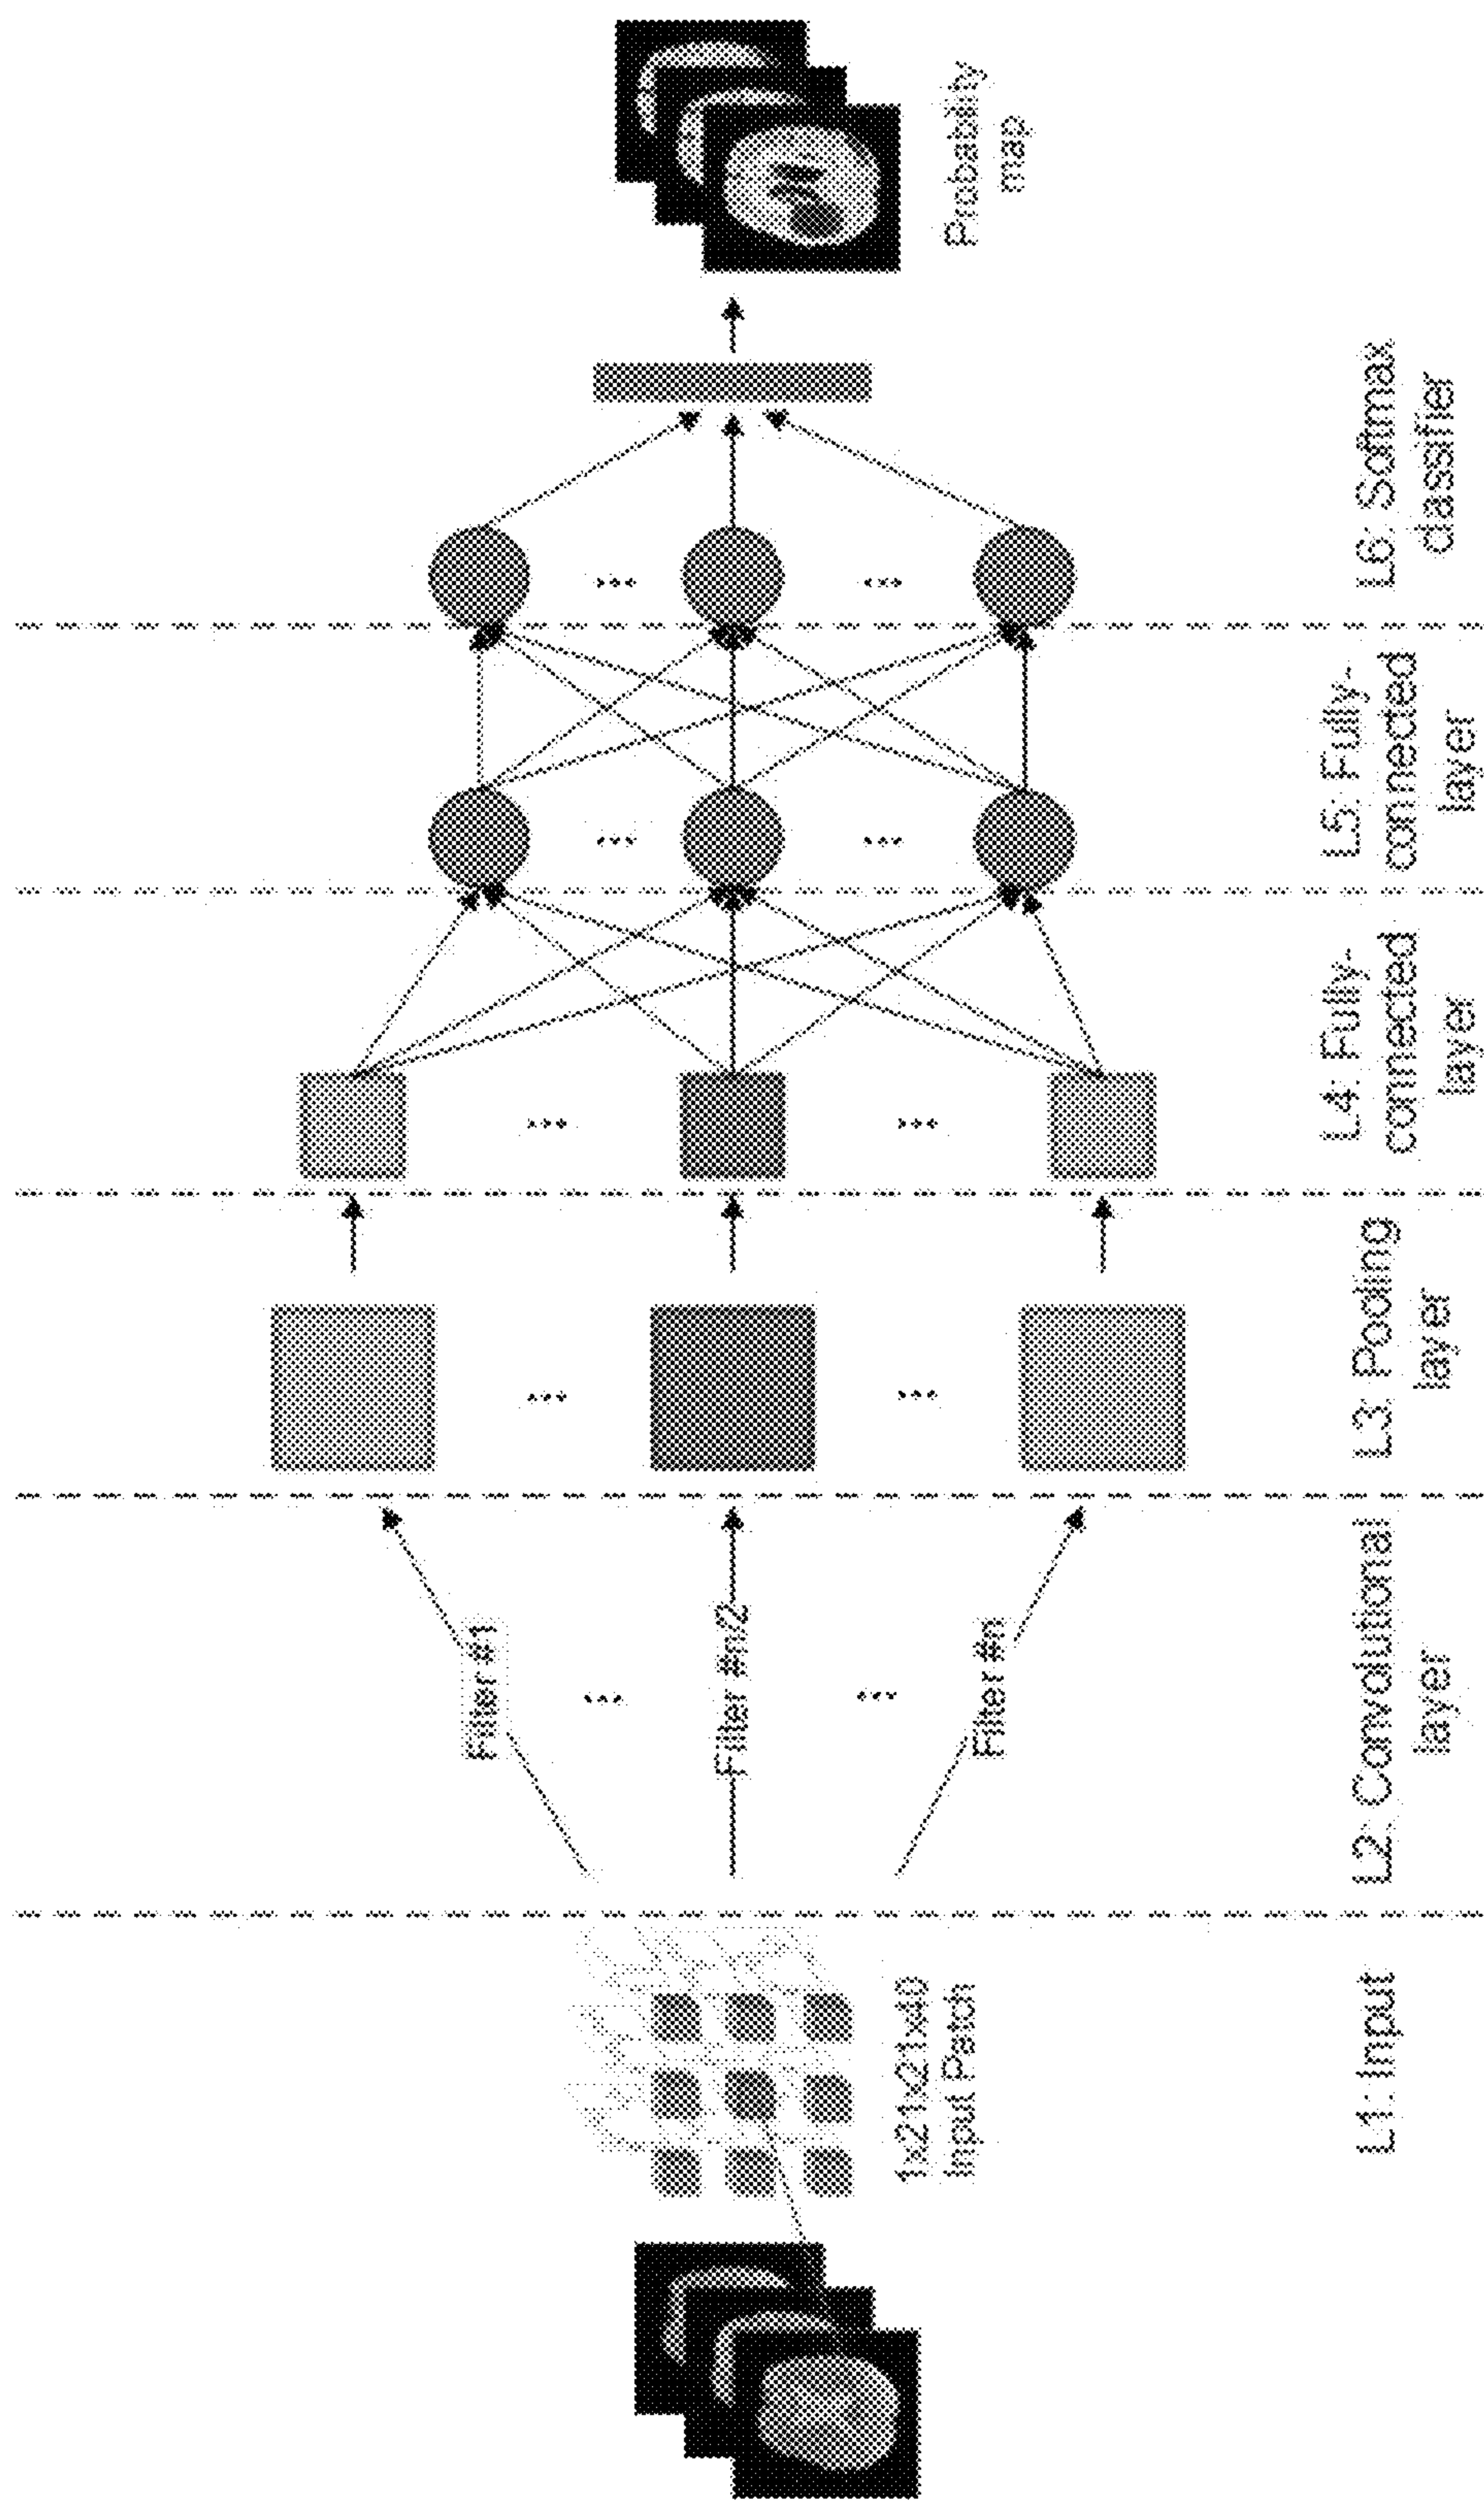 Filter #1
Filter #n/2
Filter #n
1x21x21x40
Input Patch
Probability
map
L1: Input
L2: Convolutional
layer
L3: Pooling
layer
L4: Fully-
connected
layer
L5: Fully-
connected
layer
L6: Softmax
classifier